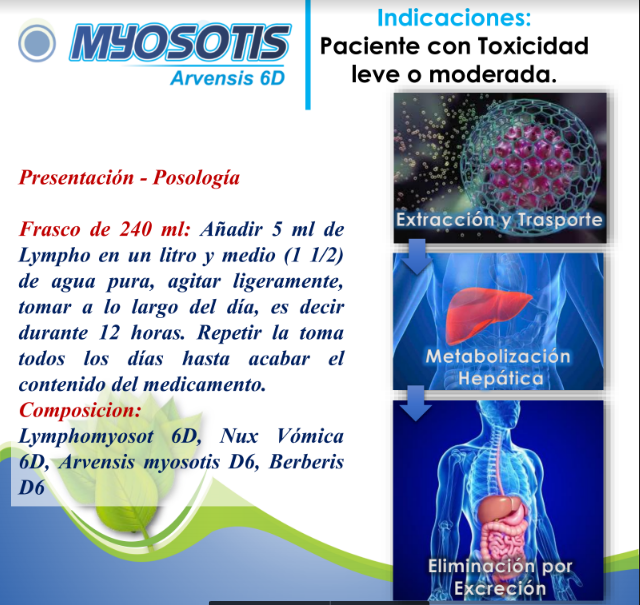 MYOSOTIS
Arvensis 6D
Indicaciones:
Paciente con Toxicidad
leve o moderada.
Presentación - Posología
Frasco de 240 ml: Añadir 5 ml de
Lympho en un litro y medio (1 1/2)
de agua pura, agitar ligeramente,
tomar a lo largo del día, es decir
durante 12 horas. Repetir la toma
todos los días hasta acabar el
contenido del medicamento.
Composicion:
Lymphomyosot 6D, Nux Vómica
6D, Arvensis myosotis D6, Berberis
D6
Extracción y Trasporte
Metabolización
Hepática
Eliminación por
Excreción